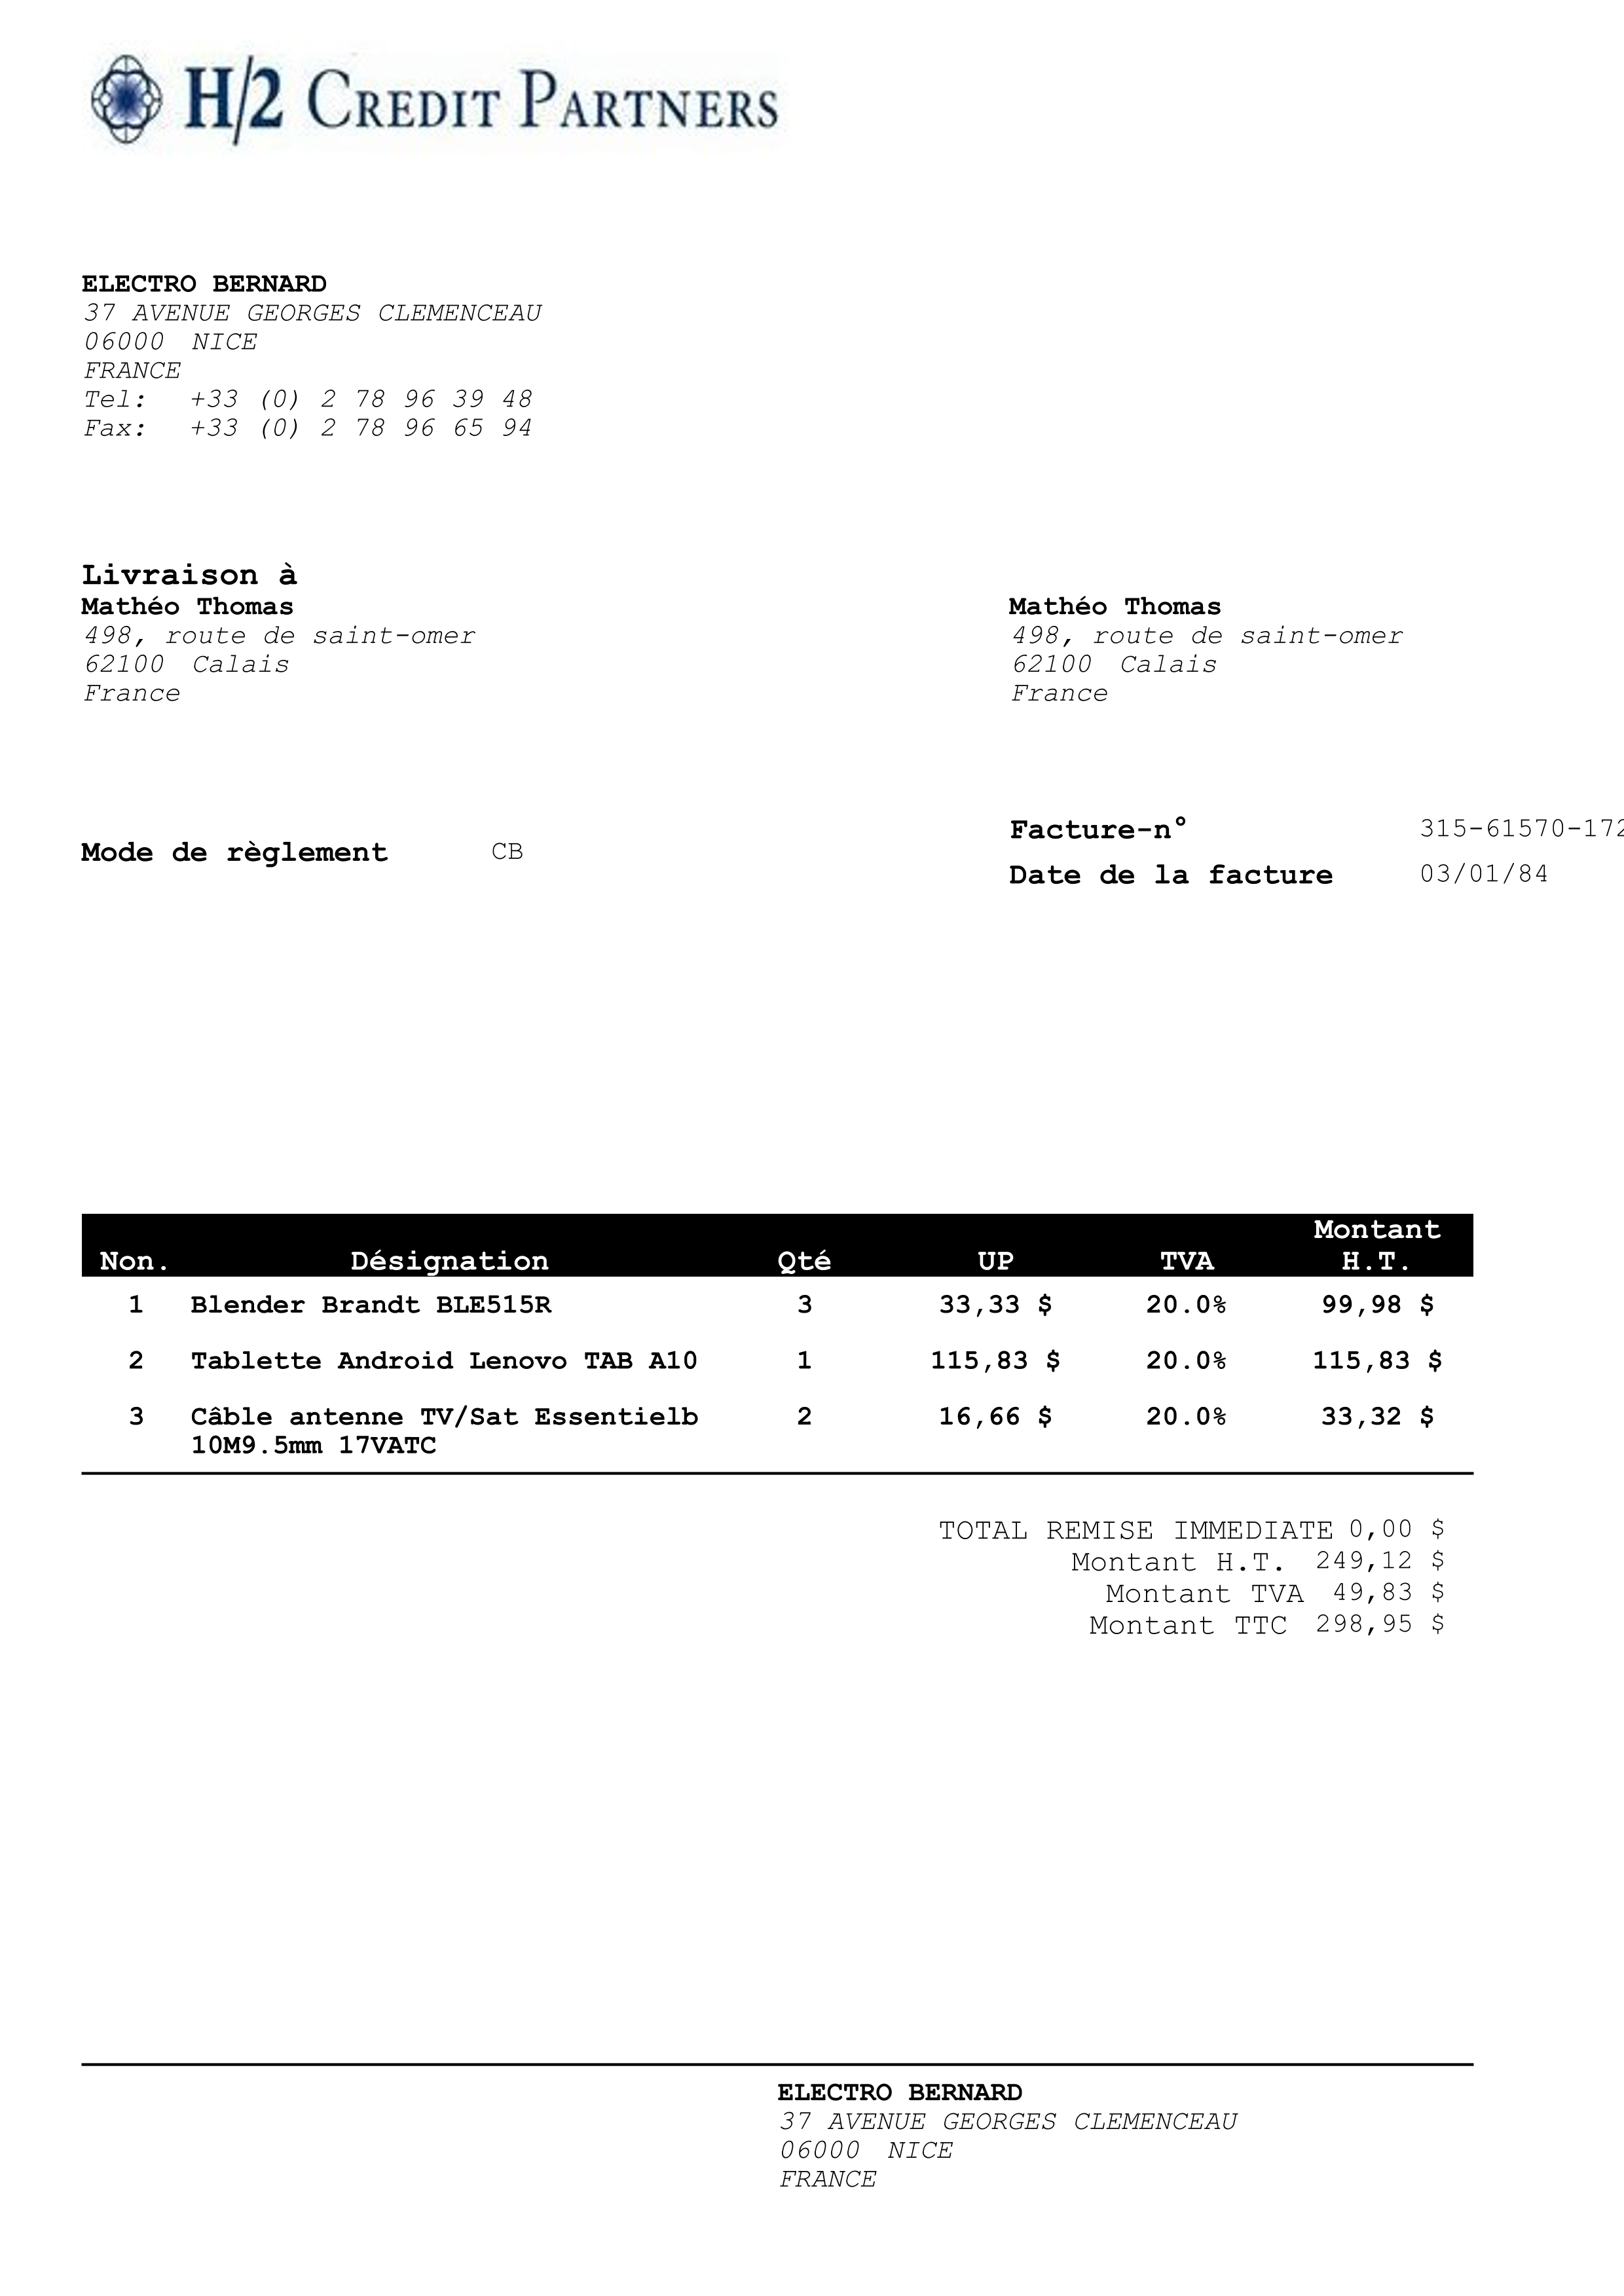 H/2 CREDIT PARTNERS
ELECTRO BERNARD
37 AVENUE GEORGES CLEMENCEAU
06000 NICE
FRANCE
Tel: +33 (0) 2 78 96 39 48
Fax: +33 (0) 2 78 96 65 94
Livraison à
Mathéo Thomas
498, route de saint-omer
62100 Calais
France
Mathéo Thomas
498, route de saint-omer
62100 Calais
France
Mode de règlement CB
Facture-n° 315-61570-172
Date de la facture 03/01/84
Non. Désignation Qté UP TVA Montant H.T.
1 Blender Brandt BLE515R 3 33,33 $ 20.0% 99,98 $
2 Tablette Android Lenovo TAB A10 1 115,83 $ 20.0% 115,83 $
3 Câble antenne TV/Sat Essentielb 2 16,66 $ 20.0% 33,32 $
10M9.5mm 17VATC
TOTAL REMISE IMMEDIATE 0,00 $
Montant H.T. 249,12 $
Montant TVA 49,83 $
Montant TTC 298,95 $
ELECTRO BERNARD
37 AVENUE GEORGES CLEMENCEAU
06000 NICE
FRANCE